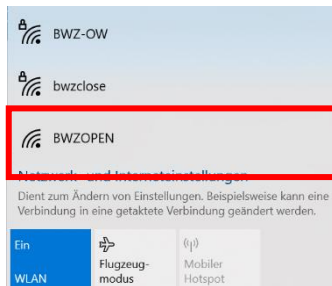 BWZ-OW
bwzclose
BWZOPEN
Netzwerk- und Interneteinstellungen
Dient zum Ändern von Einstellungen. Beispielsweise kann eine
Verbindung in eine getaktete Verbindung geändert werden.
Ein
WLAN
Flugzeug-
modus
Mobiler
Hotspot